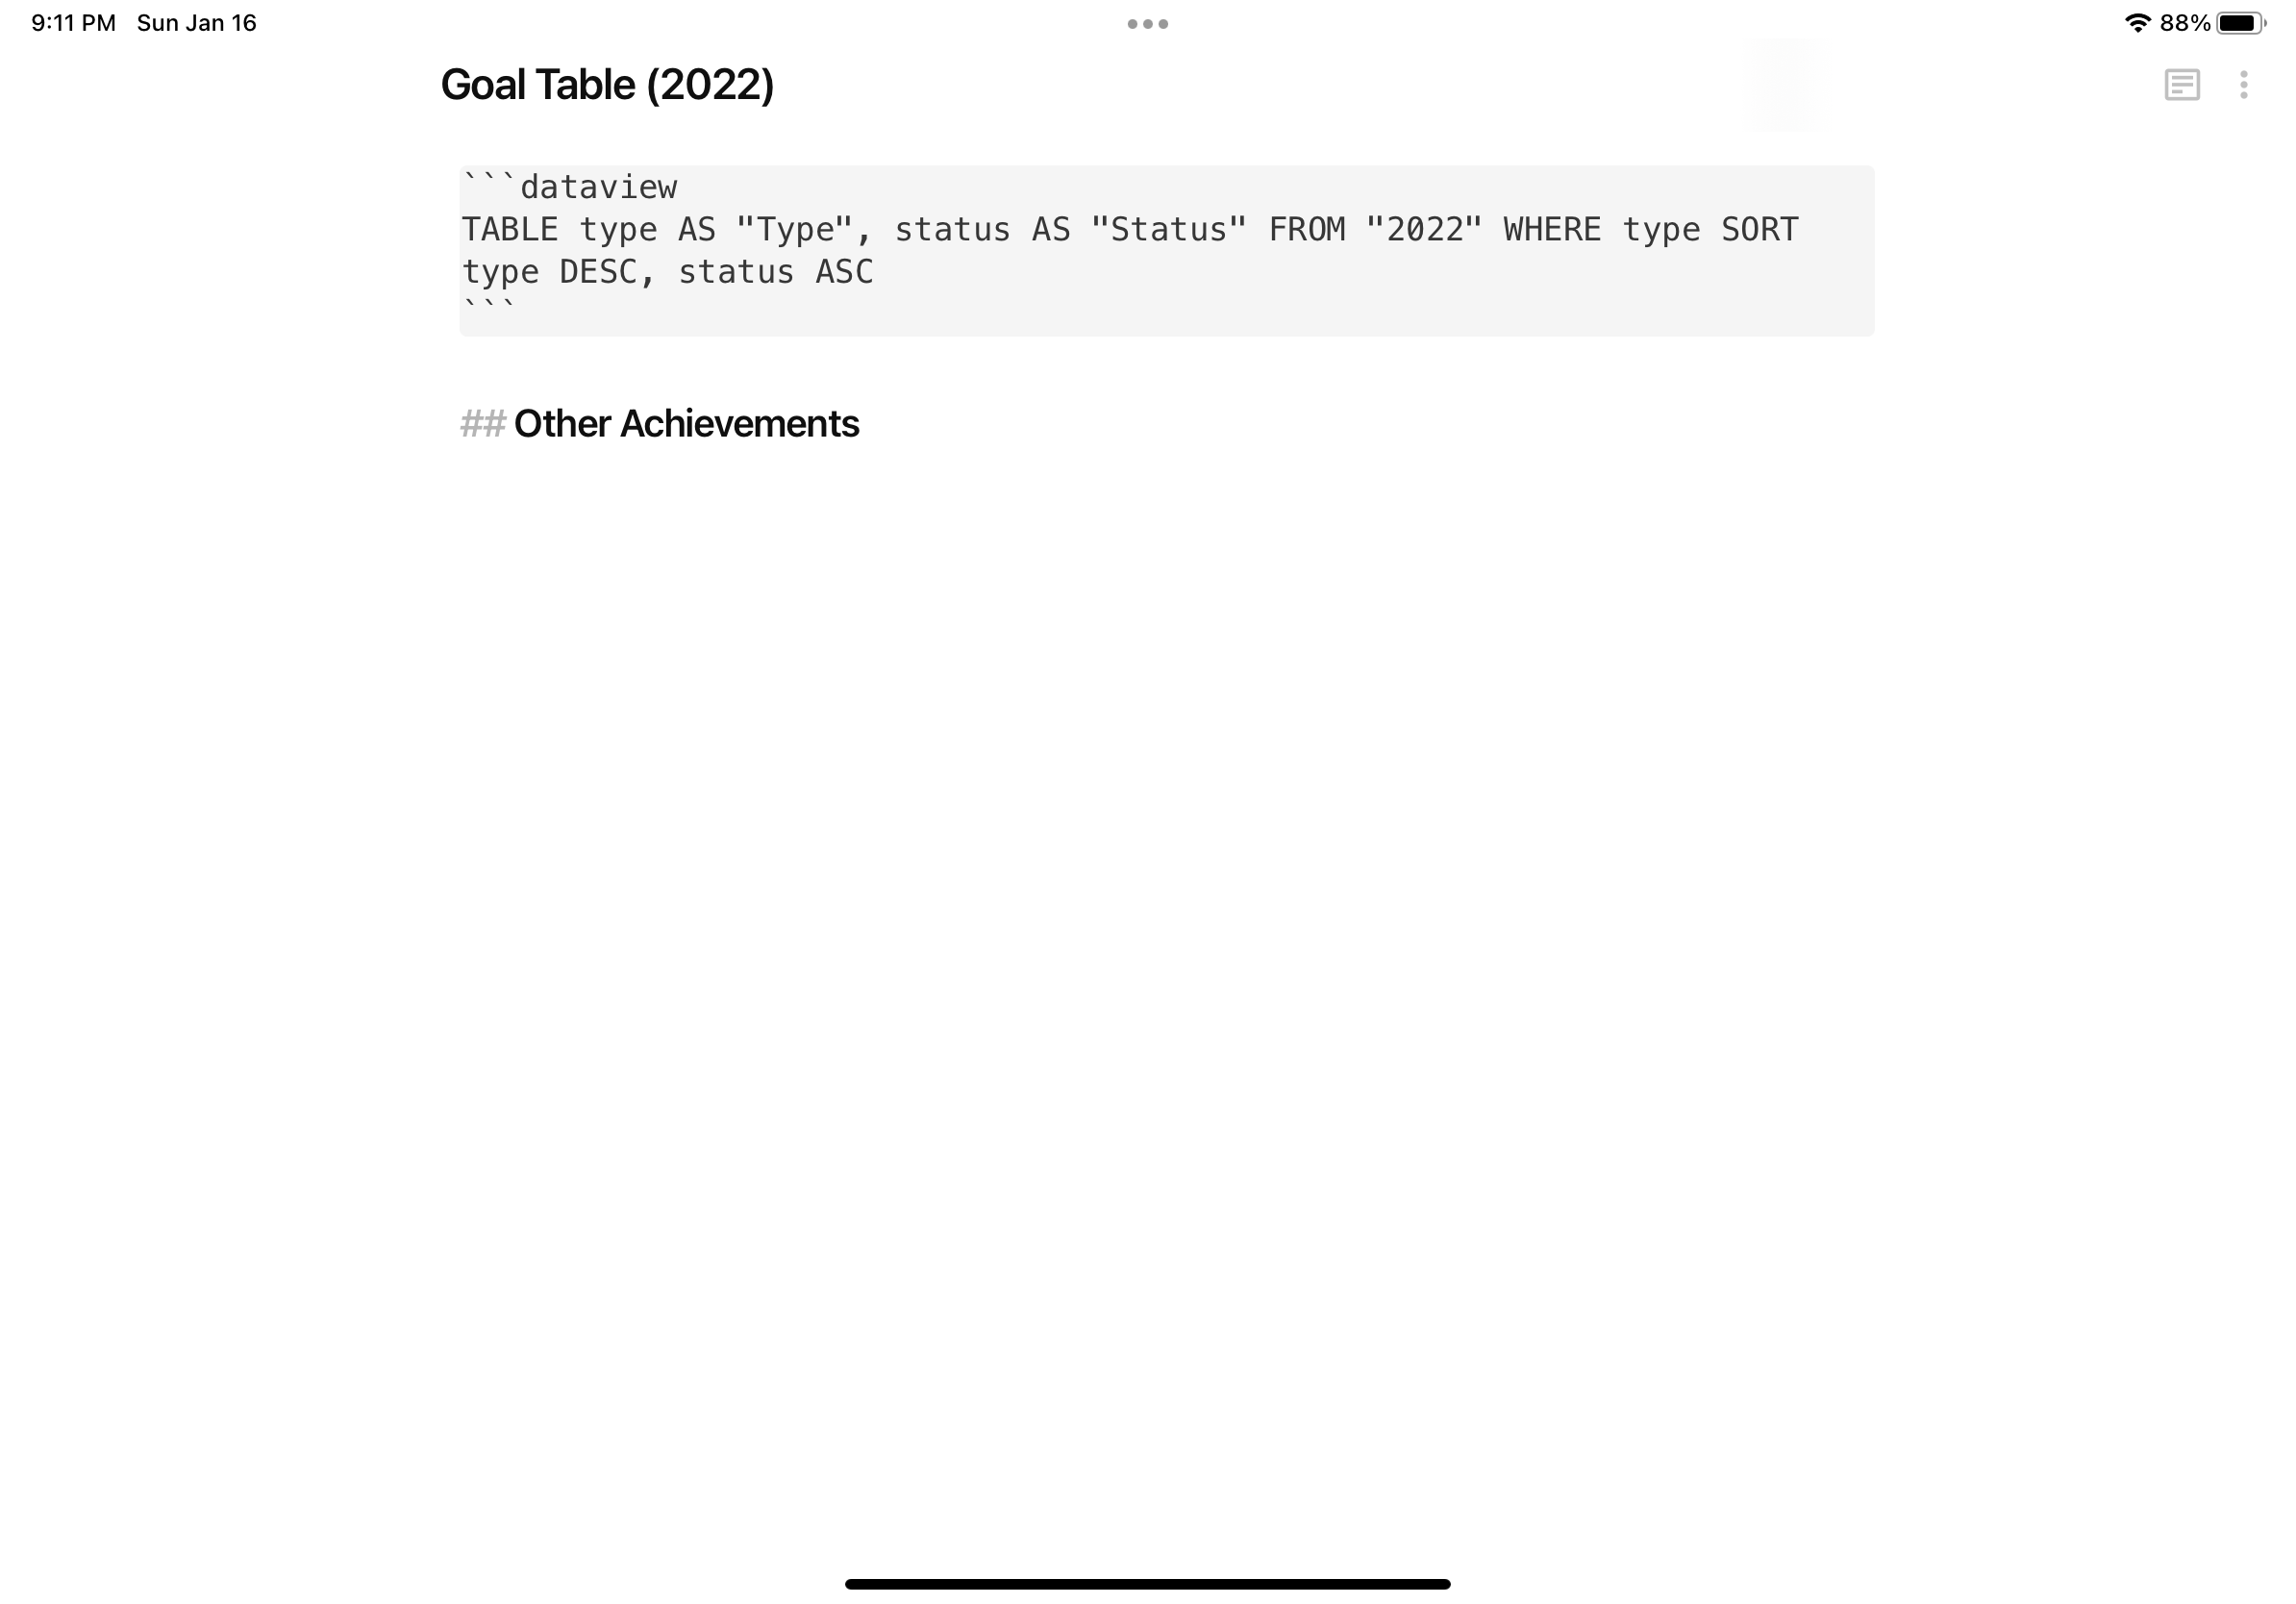 9:11 PM Sun Jan 16
88%
Goal Table (2022)
```dataview
TABLE type AS "Type", status AS "Status" FROM "2022" WHERE type SORT
type DESC, status ASC
```
## Other Achievements